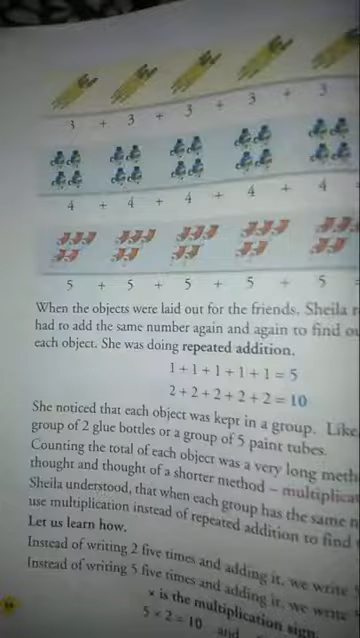 3 + 3 + 3 + 3 + 3
4 + 4 + 4 + 4 + 4
5 + 5 + 5 + 5 + 5 =
When the objects were laid out for the friends, Sheila
had to add the same number again and again to find
each object. She was doing repeated addition.
1 + 1 + 1 + 1 + 1 = 5
2 + 2 + 2 + 2 + 2 = 10
She noticed that each object was kept in a group. Like
group of 2 glue bottles or a group of 5 paint tubes.
Counting the total of each object was a very long
thought and thought of a shorter method –
Sheila understood, that when each group has the same
use multiplication instead of repeated addition to find
Let us learn how.
Instead of writing 2 five times and adding it, we write
Instead of writing 5 five times and adding it, we write
× is the multiplication sign
5 × 2 = 10 and